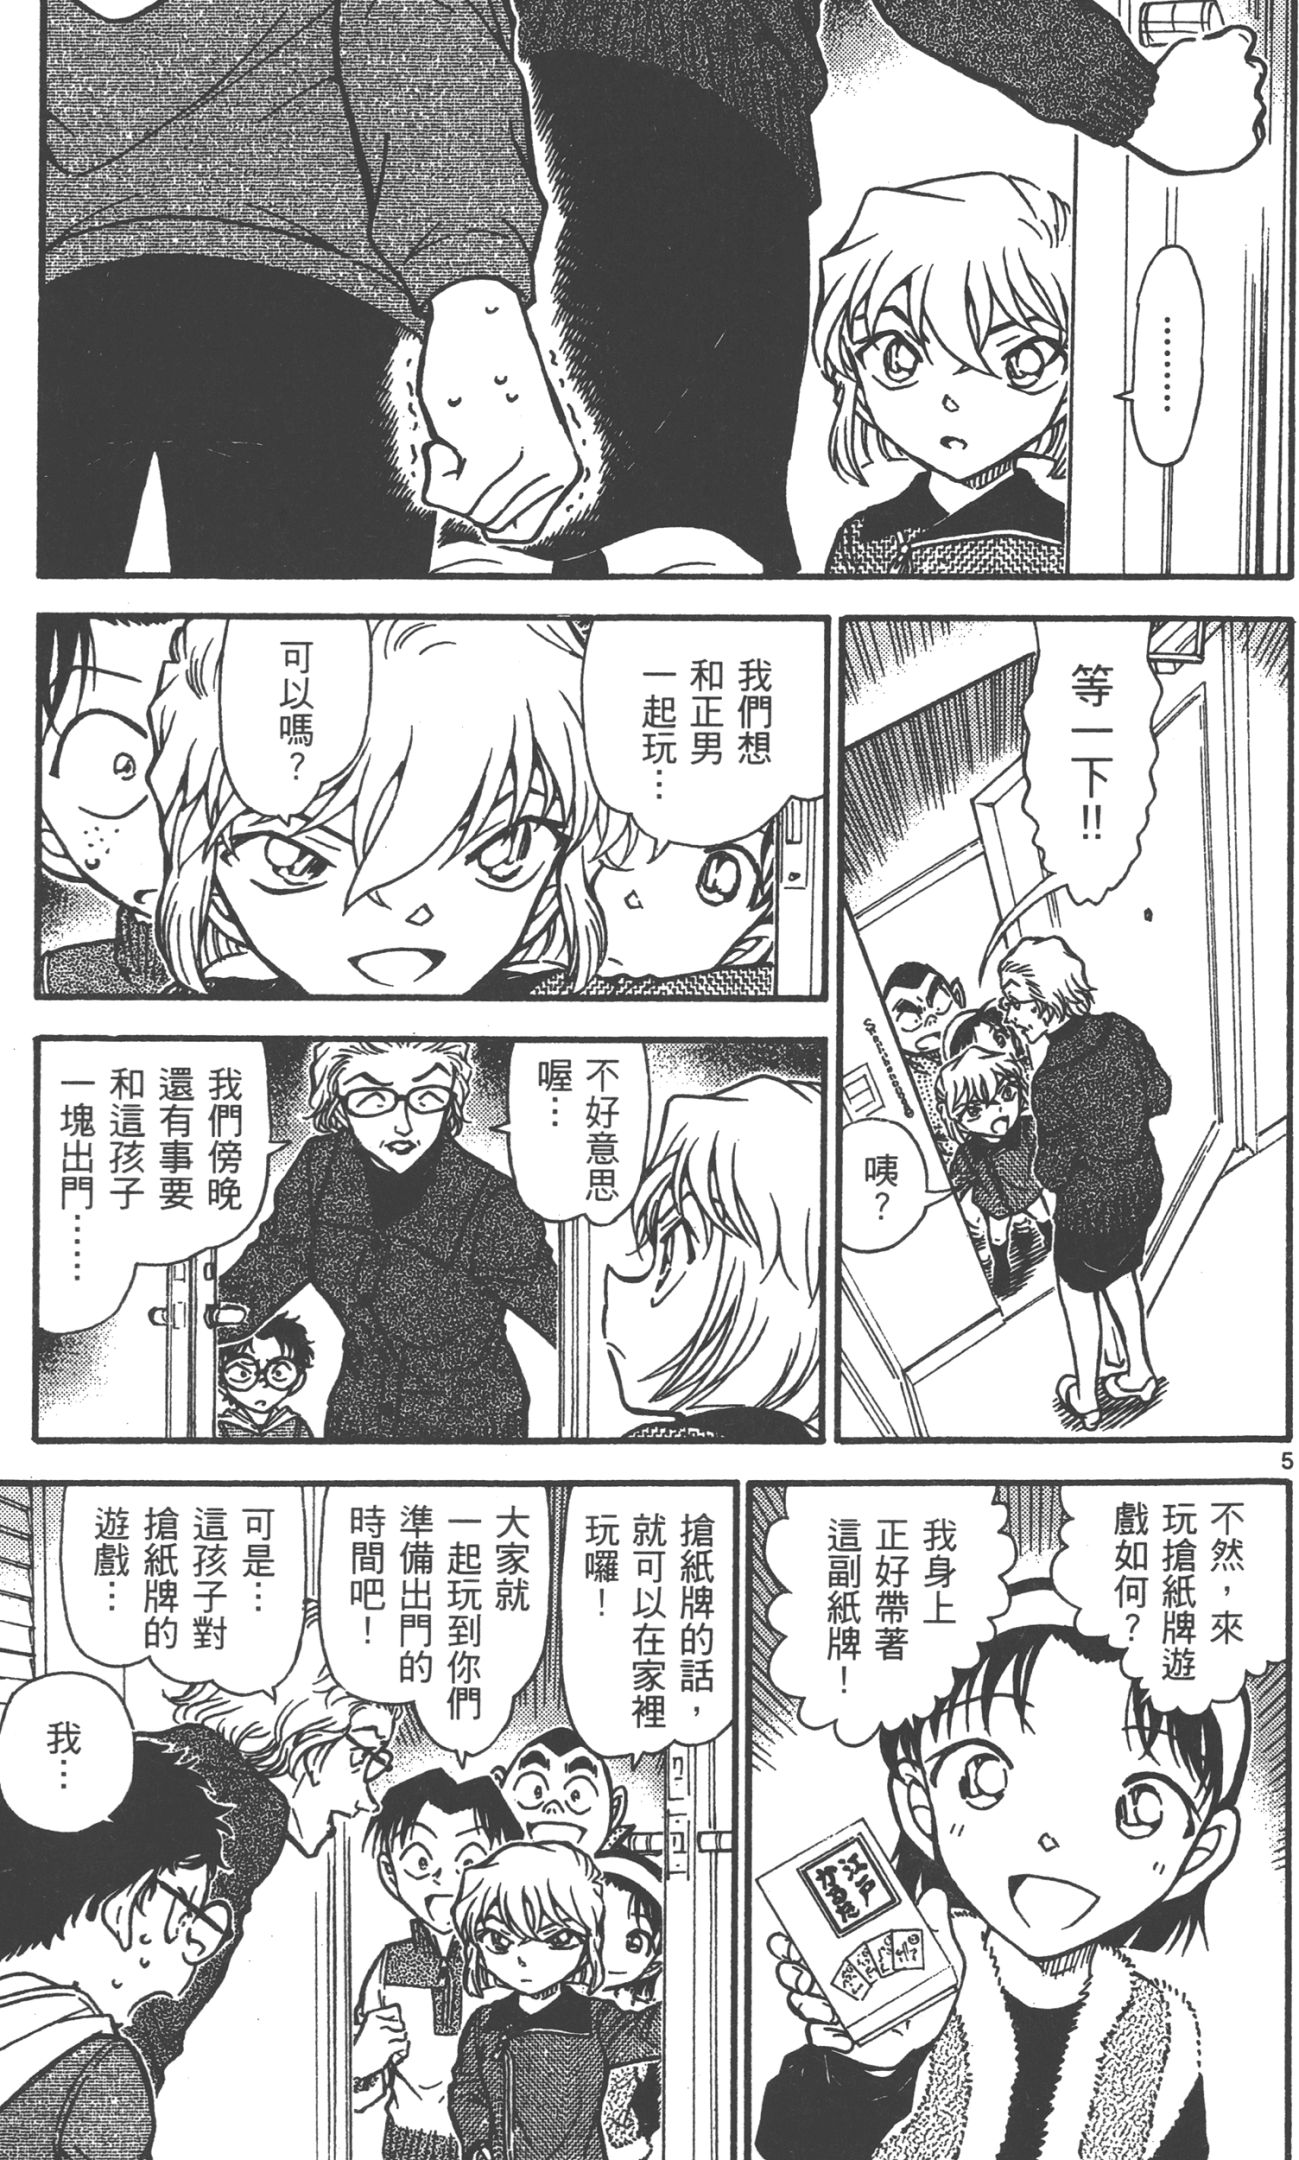 ………
等一下!!
咦?
我們想
和正男
一起玩…
可以嗎?
不好意思
喔…
我們傍晚
還有事要
和這孩子
一塊出門……
5
不然，來
玩搶紙牌遊
戲如何?
我身上
正好帶著
這副紙牌!
江戶
かるた
搶紙牌的話，
就可以在家裡
玩囉!
大家就
一起玩到你們
準備出門的
時間吧!
可是…
這孩子對
搶紙牌的
遊戲…
我…